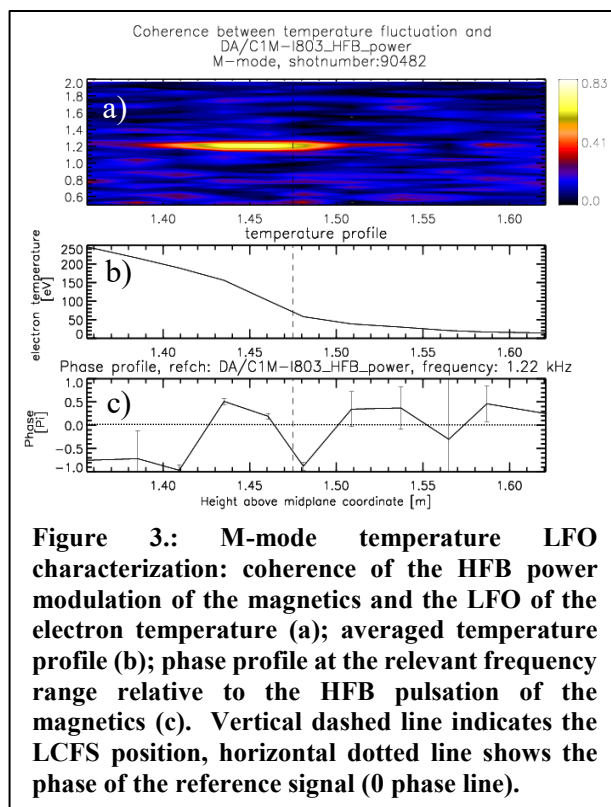 Coherence between temperature fluctuation and
DA/C1M-I803_HFB_power
M-mode, shotnumber:90482
2.0
1.8
1.6
1.4
1.2
1.0
0.8
0.6
a)
0.83
0.41
0.0
1.40 1.45 1.50 1.55 1.60
temperature profile
electron temperature
[eV]
250
200
150
100
50
0
b)
1.40 1.45 1.50 1.55 1.60
Phase profile, refch: DA/C1M-I803_HFB_power, frequency: 1.22 kHz
Phase
[Pi]
1.0
0.5
0.0
-0.5
-1.0
c)
1.40 1.45 1.50 1.55 1.60
Height above midplane coordinate [m]
Figure 3.: M-mode temperature LFO
characterization: coherence of the HFB power
modulation of the magnetics and the LFO of the
electron temperature (a); averaged temperature
profile (b); phase profile at the relevant frequency
range relative to the HFB pulsation of the
magnetics (c). Vertical dashed line indicates the
LCFS position, horizontal dotted line shows the
phase of the reference signal (0 phase line).